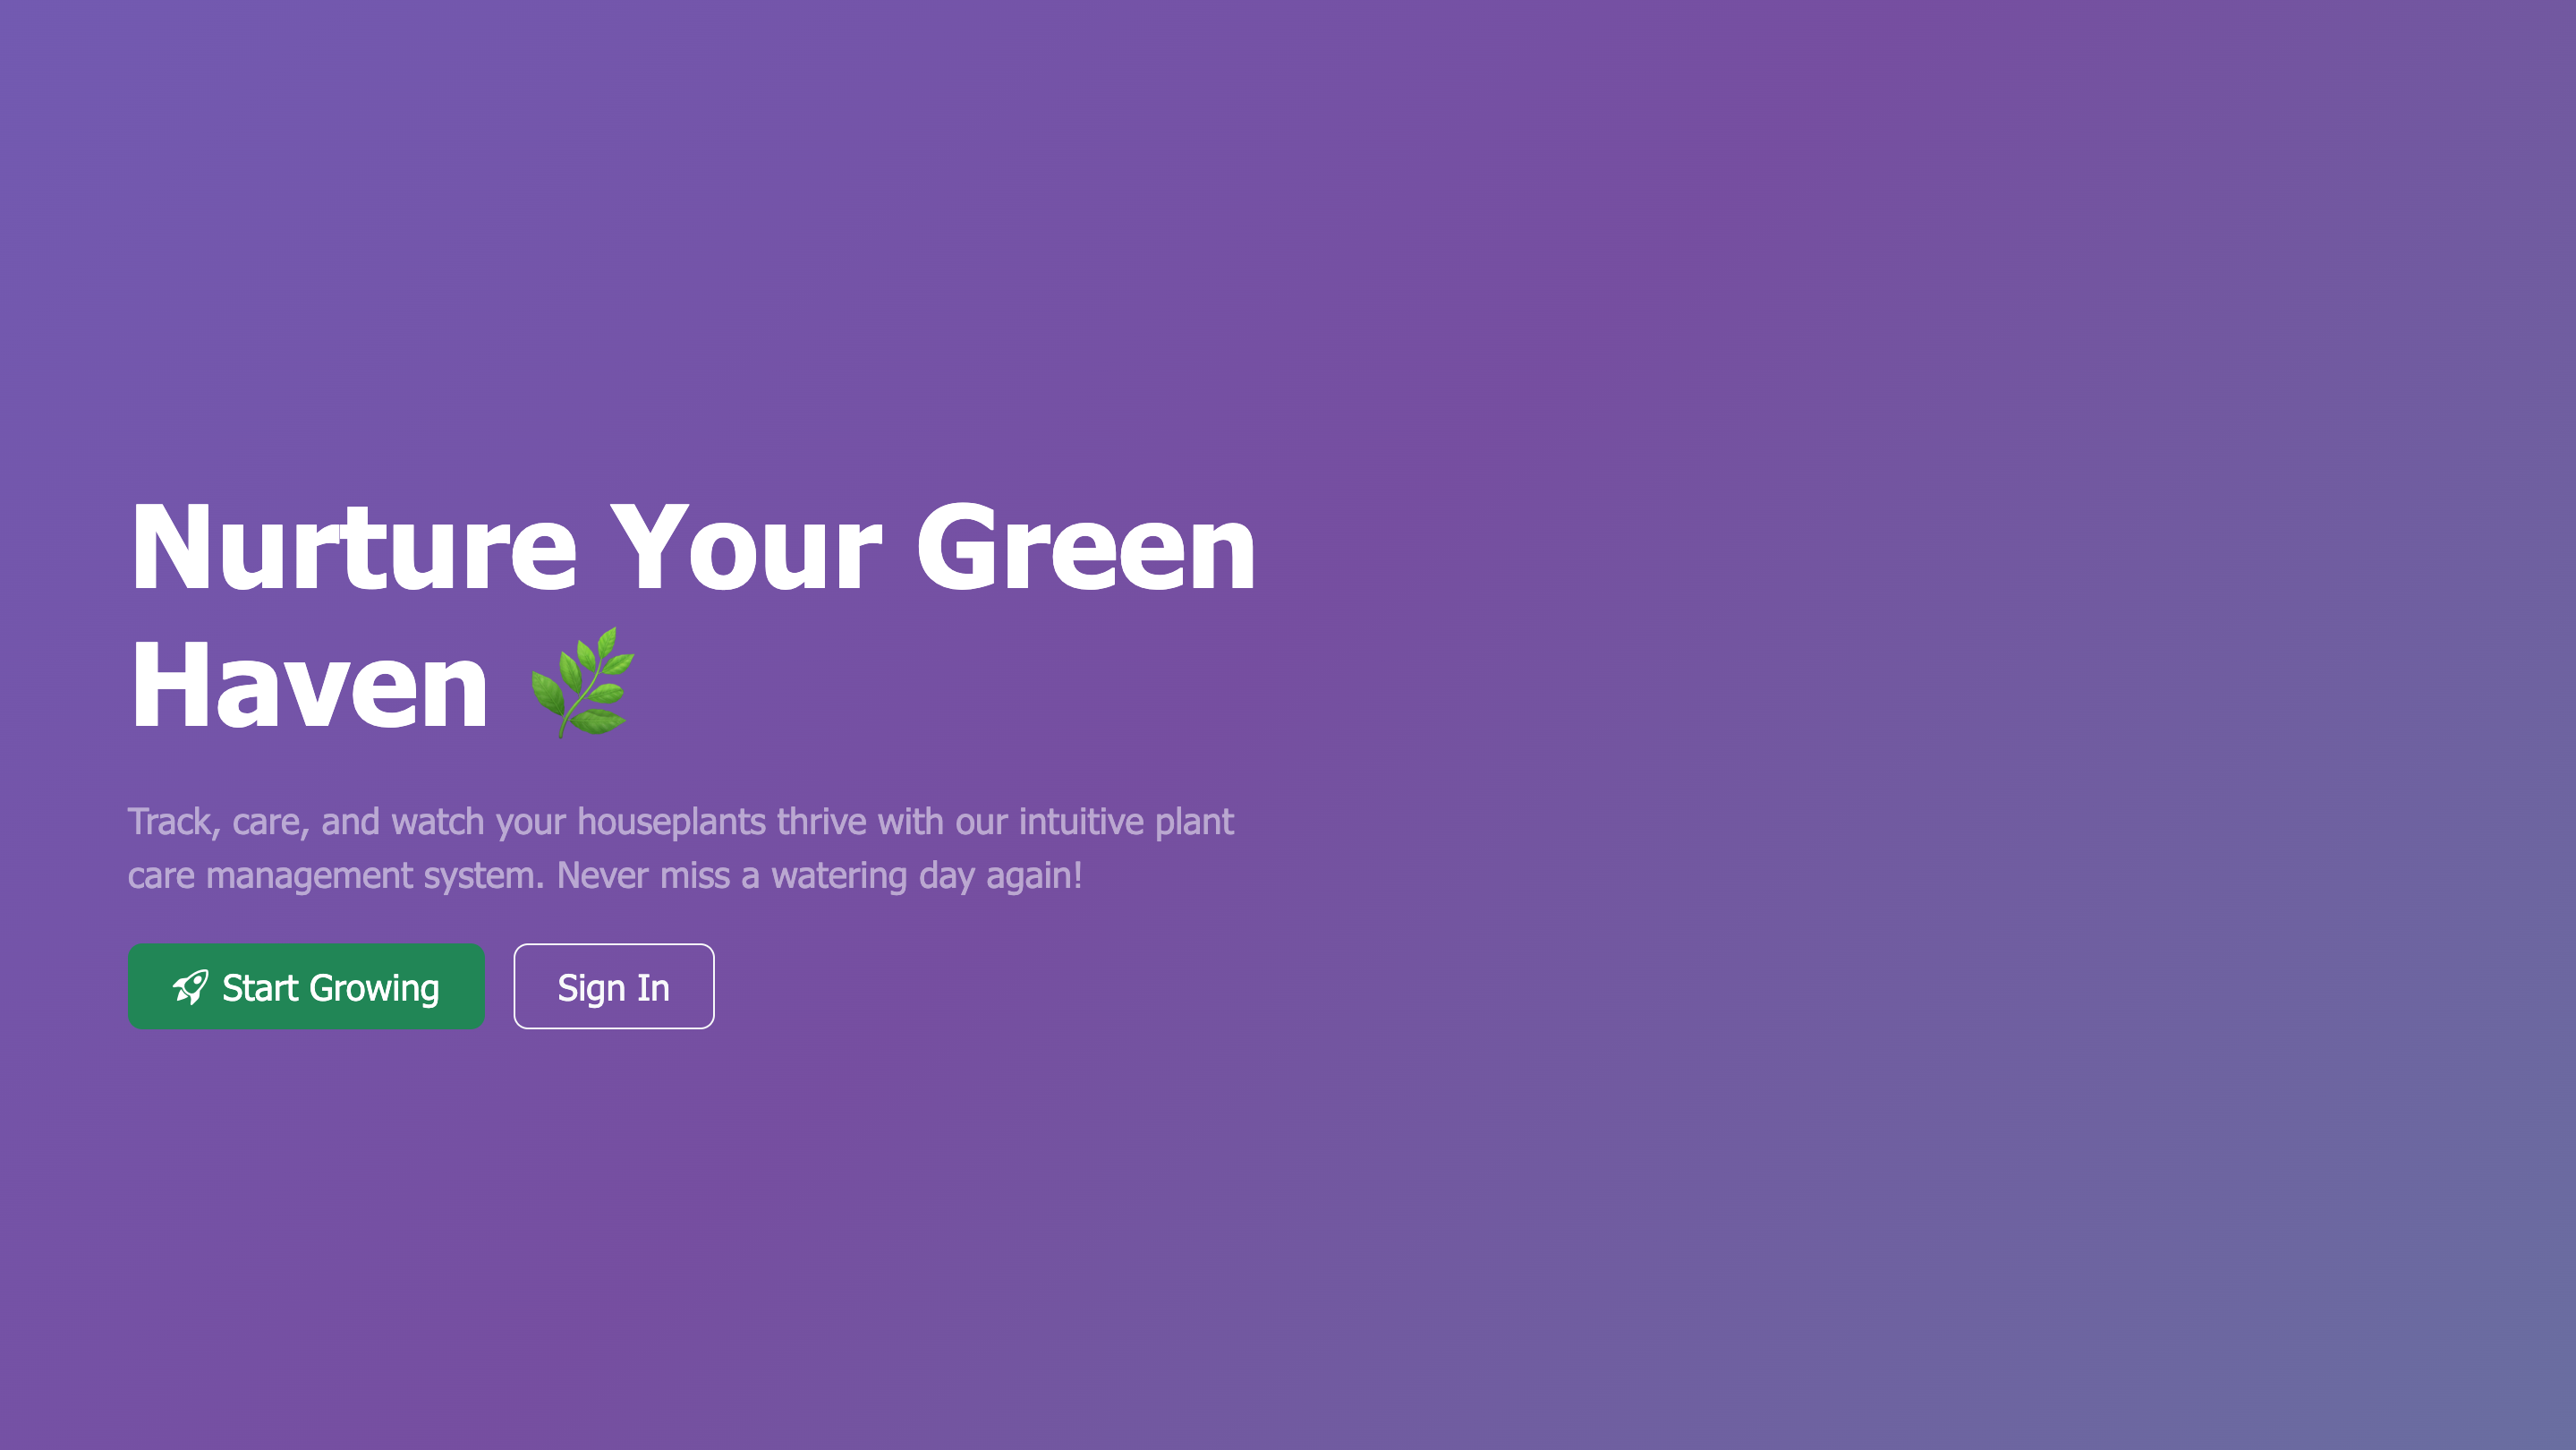 Nurture Your Green
Haven 🌿
Track, care, and watch your houseplants thrive with our intuitive plant
care management system. Never miss a watering day again!
Start Growing
Sign In